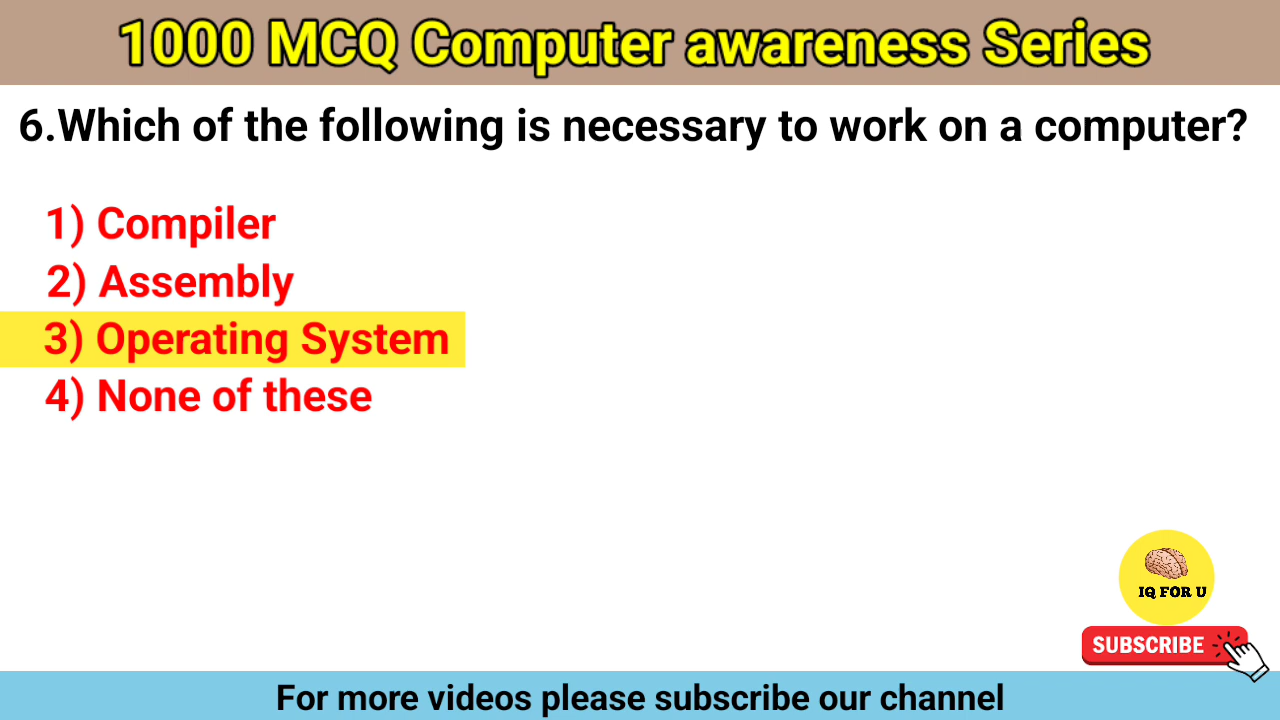 1000 MCQ Computer awareness Series
6.Which of the following is necessary to work on a computer?
1) Compiler
2) Assembly
3) Operating System
4) None of these
IQ FOR U
SUBSCRIBE
For more videos please subscribe our channel